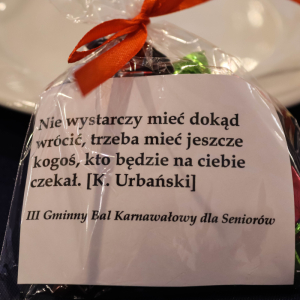 Nie wystarczy mieć dokąd
wrócić, trzeba mieć jeszcze
kogoś, kto będzie na ciebie
czekał. [K. Urbański]
III Gminny Bal Karnawałowy dla Seniorów